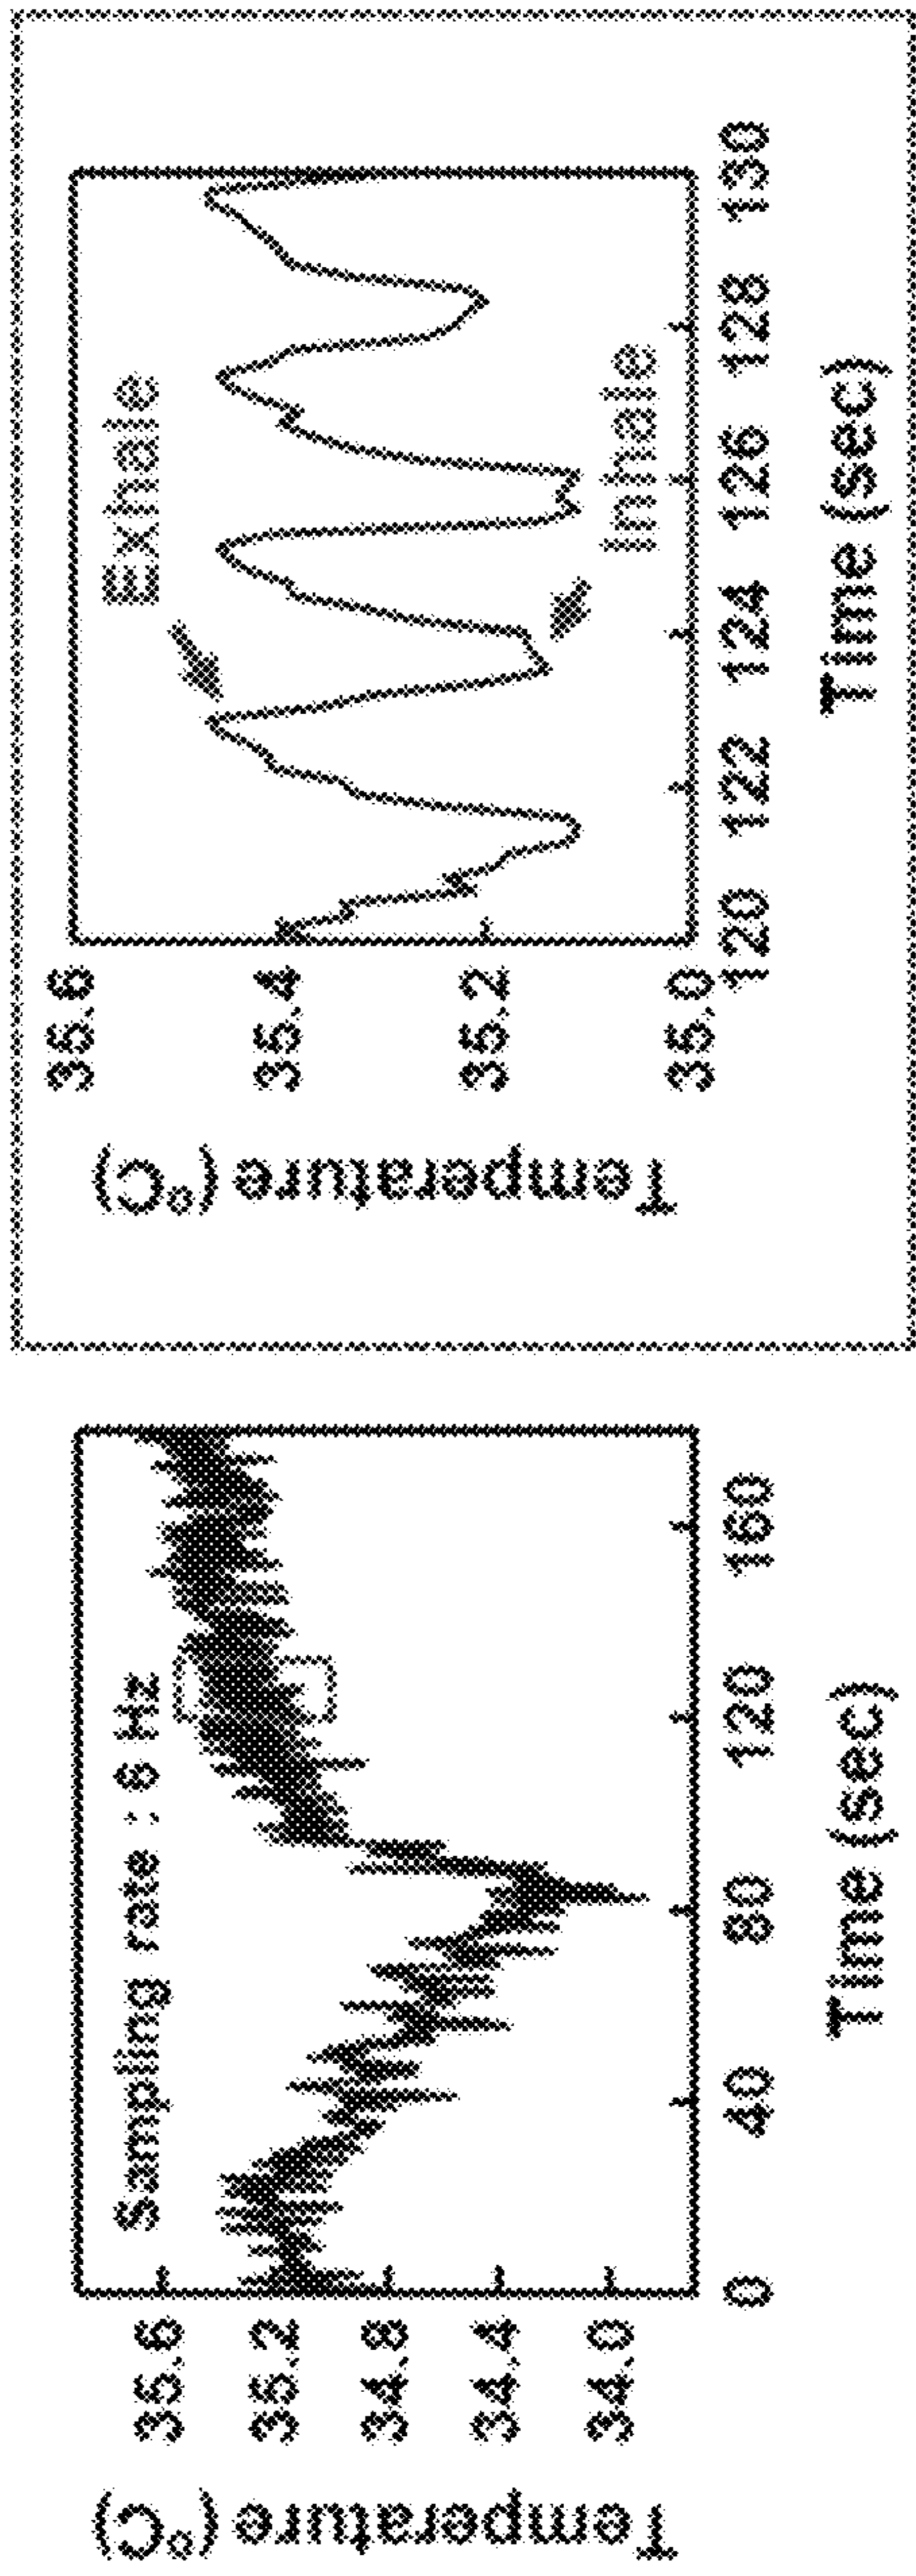 Temperature (°C)
35.6
35.2
34.8
34.4
34.0
Sampling rate : 6 Hz
0
40
80
120
160
Time (sec)
Temperature (°C)
35.6
35.4
35.2
35.0
Exhale
Inhale
120
122
124
126
128
130
Time (sec)